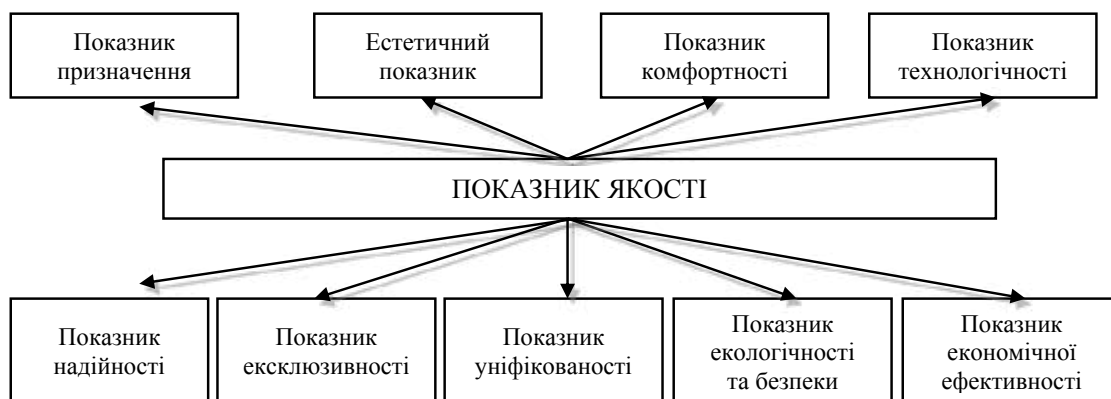 Показник
призначення
Естетичний
показник
Показник
комфортності
Показник
технологічності
ПОКАЗНИК ЯКОСТІ
Показник
надійності
Показник
ексклюзивності
Показник
уніфікованості
Показник
екологічності
та безпеки
Показник
економічної
ефективності